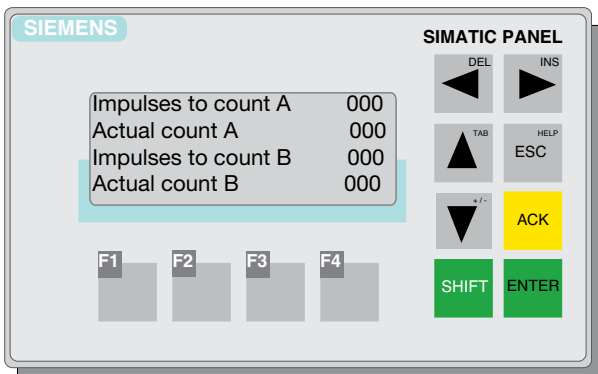 SIEMENS
SIMATIC PANEL
DEL
INS
Impulses to count A 000
Actual count A 000
Impulses to count B 000
Actual count B 000
TAB
HELP
ESC
+ / -
ACK
F1 F2 F3 F4
SHIFT ENTER